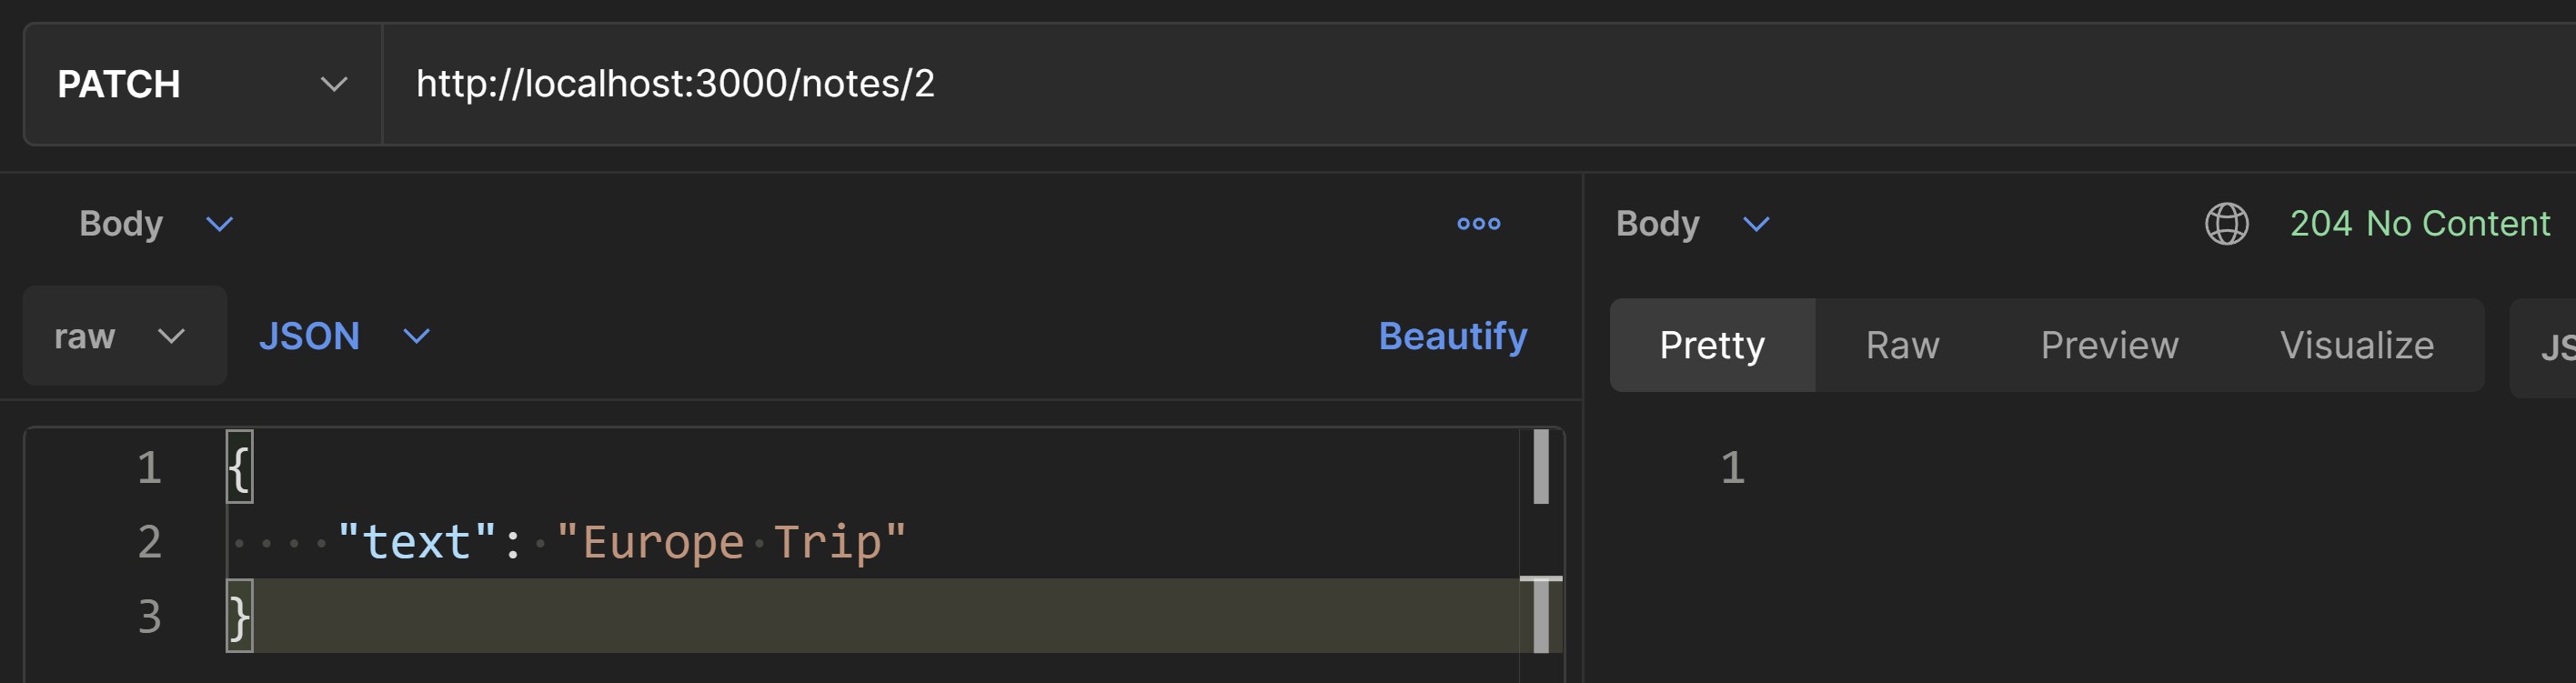 PATCH http://localhost:3000/notes/2
Body Body 204 No Content
raw JSON Beautify Pretty Raw Preview Visualize JS
1 { 1
2 "text": "Europe Trip"
3 }